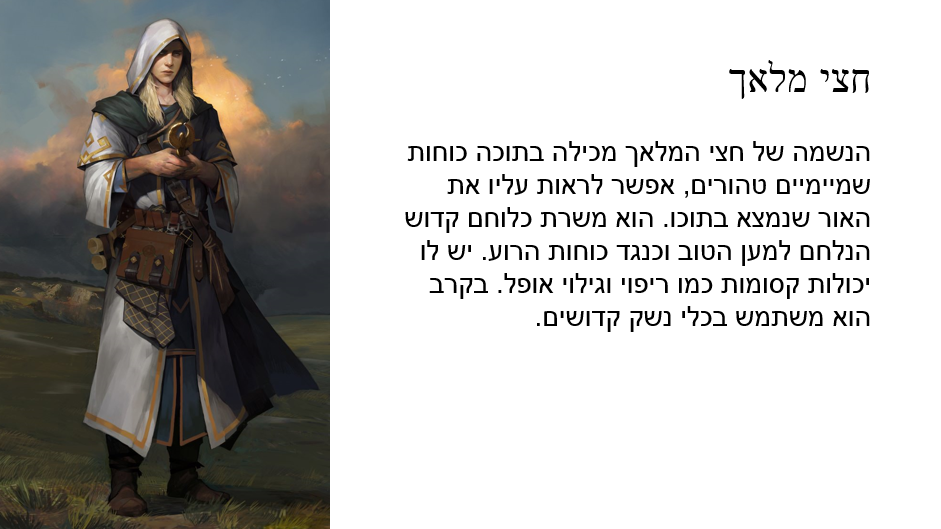 חצי מלאך
הנשמה של חצי המלאך מכילה בתוכה כוחות
שמיימיים טהורים, אפשר לראות עליו את
האור שנמצא בתוכו. הוא משרת כלוחם קדוש
הנלחם למען הטוב וכנגד כוחות הרוע. יש לו
יכולות קסומות כמו ריפוי וגילוי אופל. בקרב
הוא משתמש בכלי נשק קדושים.